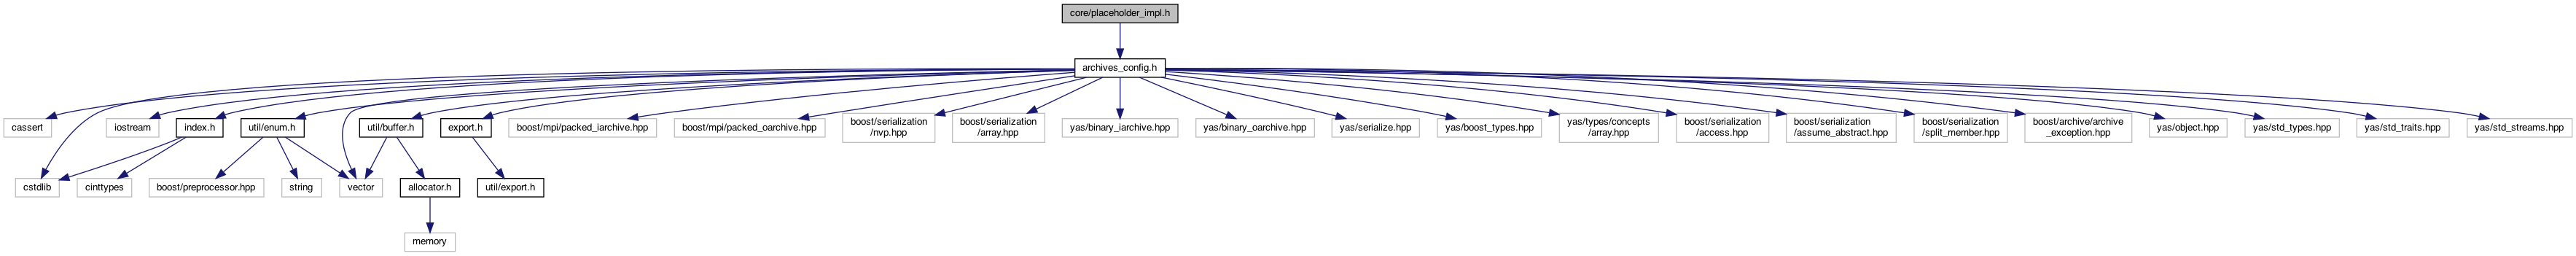 core/placeholder_impl.h
archives_config.h
cassert
iostream
index.h
util/enum.h
util/buffer.h
export.h
boost/mpi/packed_iarchive.hpp
boost/mpi/packed_oarchive.hpp
boost/serialization
/nvp.hpp
boost/serialization
/array.hpp
yas/binary_iarchive.hpp
yas/binary_oarchive.hpp
yas/serialize.hpp
yas/boost_types.hpp
yas/types/concepts
/array.hpp
boost/serialization
/access.hpp
boost/serialization
/assume_abstract.hpp
boost/serialization
/split_member.hpp
boost/archive/archive
_exception.hpp
yas/object.hpp
yas/std_types.hpp
yas/std_traits.hpp
yas/std_streams.hpp
cstdlib
cinttypes
boost/preprocessor.hpp
string
vector
allocator.h
util/export.h
memory